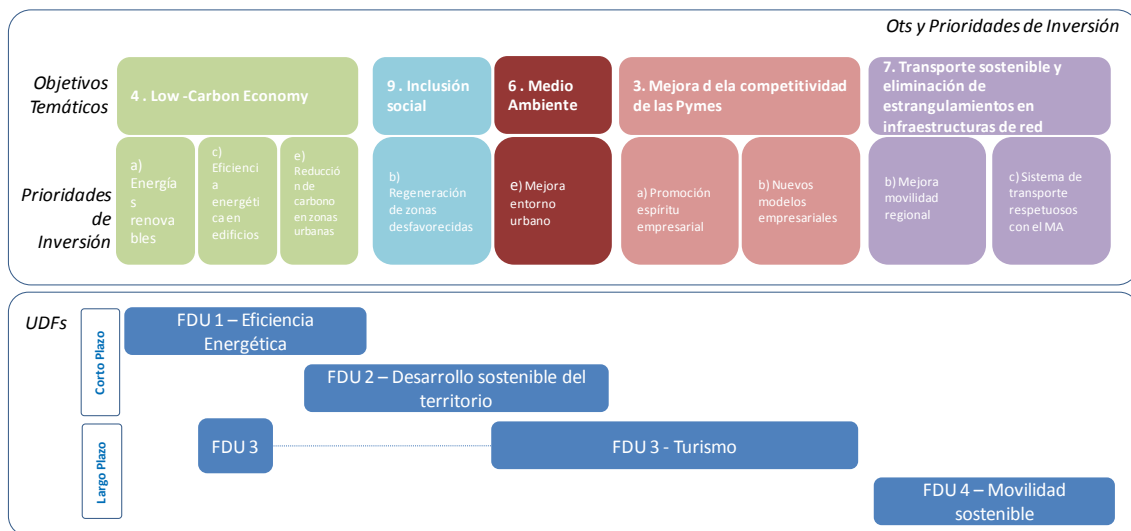 Ots y Prioridades de Inversión
Objetivos
Temáticos
4 . Low -Carbon Economy
9 . Inclusión
social
6 . Medio
Ambiente
3. Mejora d ela competitividad
de las Pymes
7. Transporte sostenible y
eliminación de
estrangulamientos en
infraestructuras de red
Prioridades
de
Inversión
a)
Energía
s
renova
bles
c)
Eficienci
a
energét
ica en
edificios
e)
Reducció
n de
carbono
en zonas
urbanas
b)
Regeneración
de zonas
desfavorecidas
e) Mejora
entorno
urbano
a) Promoción
espíritu
empresarial
b) Nuevos
modelos
empresariales
b) Mejora
movilidad
regional
c) Sistema de
transporte
respetuosos
con el MA
UDFs
Corto Plazo
FDU 1 – Eficiencia
Energética
FDU 2 – Desarrollo sostenible del
territorio
Largo Plazo
FDU 3
FDU 3 - Turismo
FDU 4 – Movilidad
sostenible